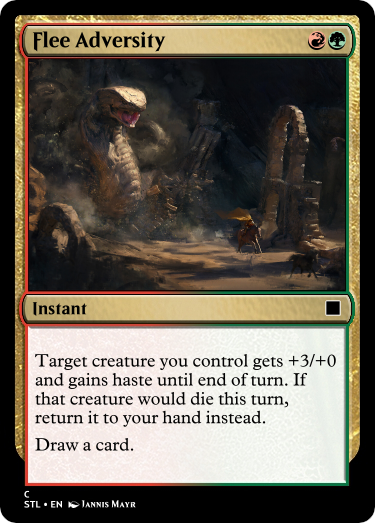 Flee Adversity
Instant
Target creature you control gets +3/+0
and gains haste until end of turn. If
that creature would die this turn,
return it to your hand instead.
Draw a card.
C
STL • EN Jannis Mayr